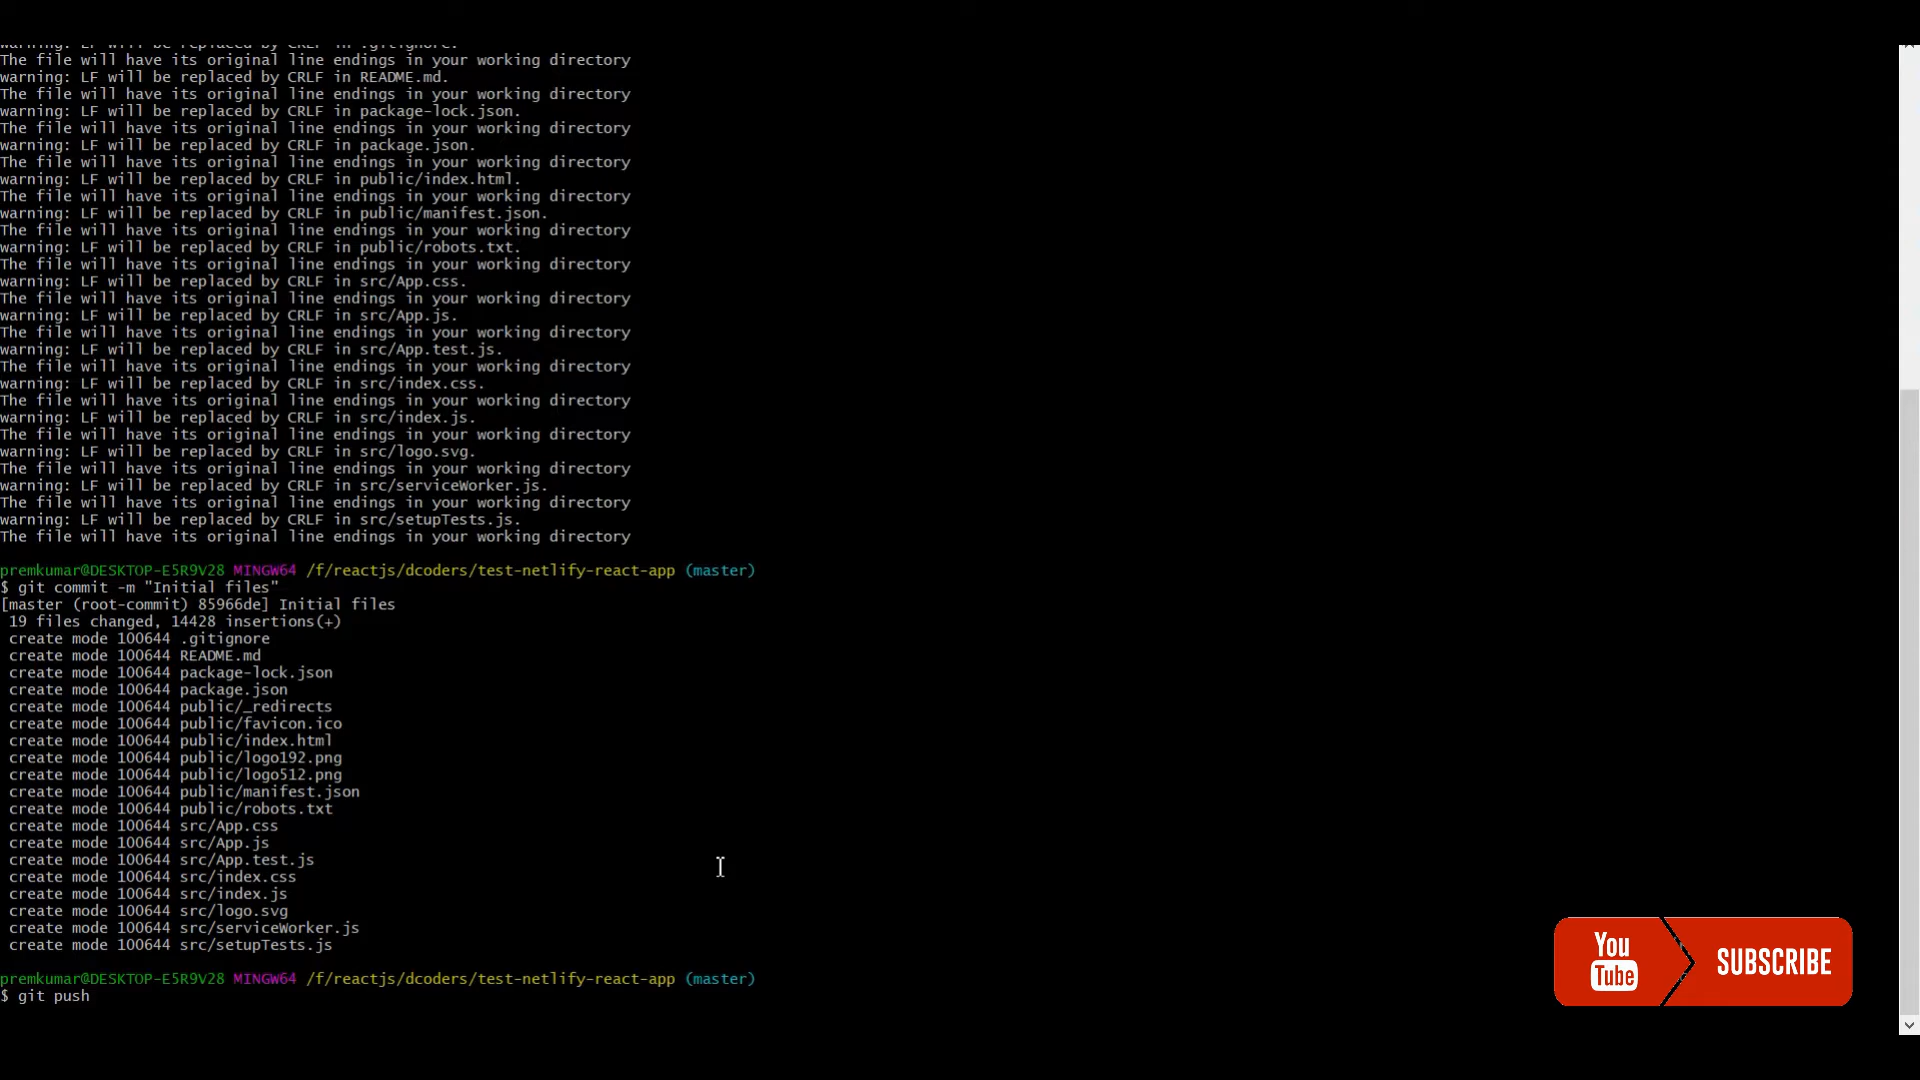 warning: LF will be replaced by CRLF in .gitignore.
The file will have its original line endings in your working directory
warning: LF will be replaced by CRLF in README.md.
The file will have its original line endings in your working directory
warning: LF will be replaced by CRLF in package-lock.json.
The file will have its original line endings in your working directory
warning: LF will be replaced by CRLF in package.json.
The file will have its original line endings in your working directory
warning: LF will be replaced by CRLF in public/index.html.
The file will have its original line endings in your working directory
warning: LF will be replaced by CRLF in public/manifest.json.
The file will have its original line endings in your working directory
warning: LF will be replaced by CRLF in public/robots.txt.
The file will have its original line endings in your working directory
warning: LF will be replaced by CRLF in src/App.css.
The file will have its original line endings in your working directory
warning: LF will be replaced by CRLF in src/App.js.
The file will have its original line endings in your working directory
warning: LF will be replaced by CRLF in src/App.test.js.
The file will have its original line endings in your working directory
warning: LF will be replaced by CRLF in src/index.css.
The file will have its original line endings in your working directory
warning: LF will be replaced by CRLF in src/index.js.
The file will have its original line endings in your working directory
warning: LF will be replaced by CRLF in src/logo.svg.
The file will have its original line endings in your working directory
warning: LF will be replaced by CRLF in src/serviceWorker.js.
The file will have its original line endings in your working directory
warning: LF will be replaced by CRLF in src/setupTests.js.
The file will have its original line endings in your working directory
premkumar@DESKTOP-E5R9V28 MINGW64 /f/reactjs/dcoders/test-netlify-react-app (master)
$ git commit -m "Initial files"
[master (root-commit) 85966de] Initial files
19 files changed, 14428 insertions(+)
create mode 100644 .gitignore
create mode 100644 README.md
create mode 100644 package-lock.json
create mode 100644 package.json
create mode 100644 public/_redirects
create mode 100644 public/favicon.ico
create mode 100644 public/index.html
create mode 100644 public/logo192.png
create mode 100644 public/logo512.png
create mode 100644 public/manifest.json
create mode 100644 public/robots.txt
create mode 100644 src/App.css
create mode 100644 src/App.js
create mode 100644 src/App.test.js
create mode 100644 src/index.css
create mode 100644 src/index.js
create mode 100644 src/logo.svg
create mode 100644 src/serviceWorker.js
create mode 100644 src/setupTests.js
premkumar@DESKTOP-E5R9V28 MINGW64 /f/reactjs/dcoders/test-netlify-react-app (master)
$ git push
You
Tube
SUBSCRIBE